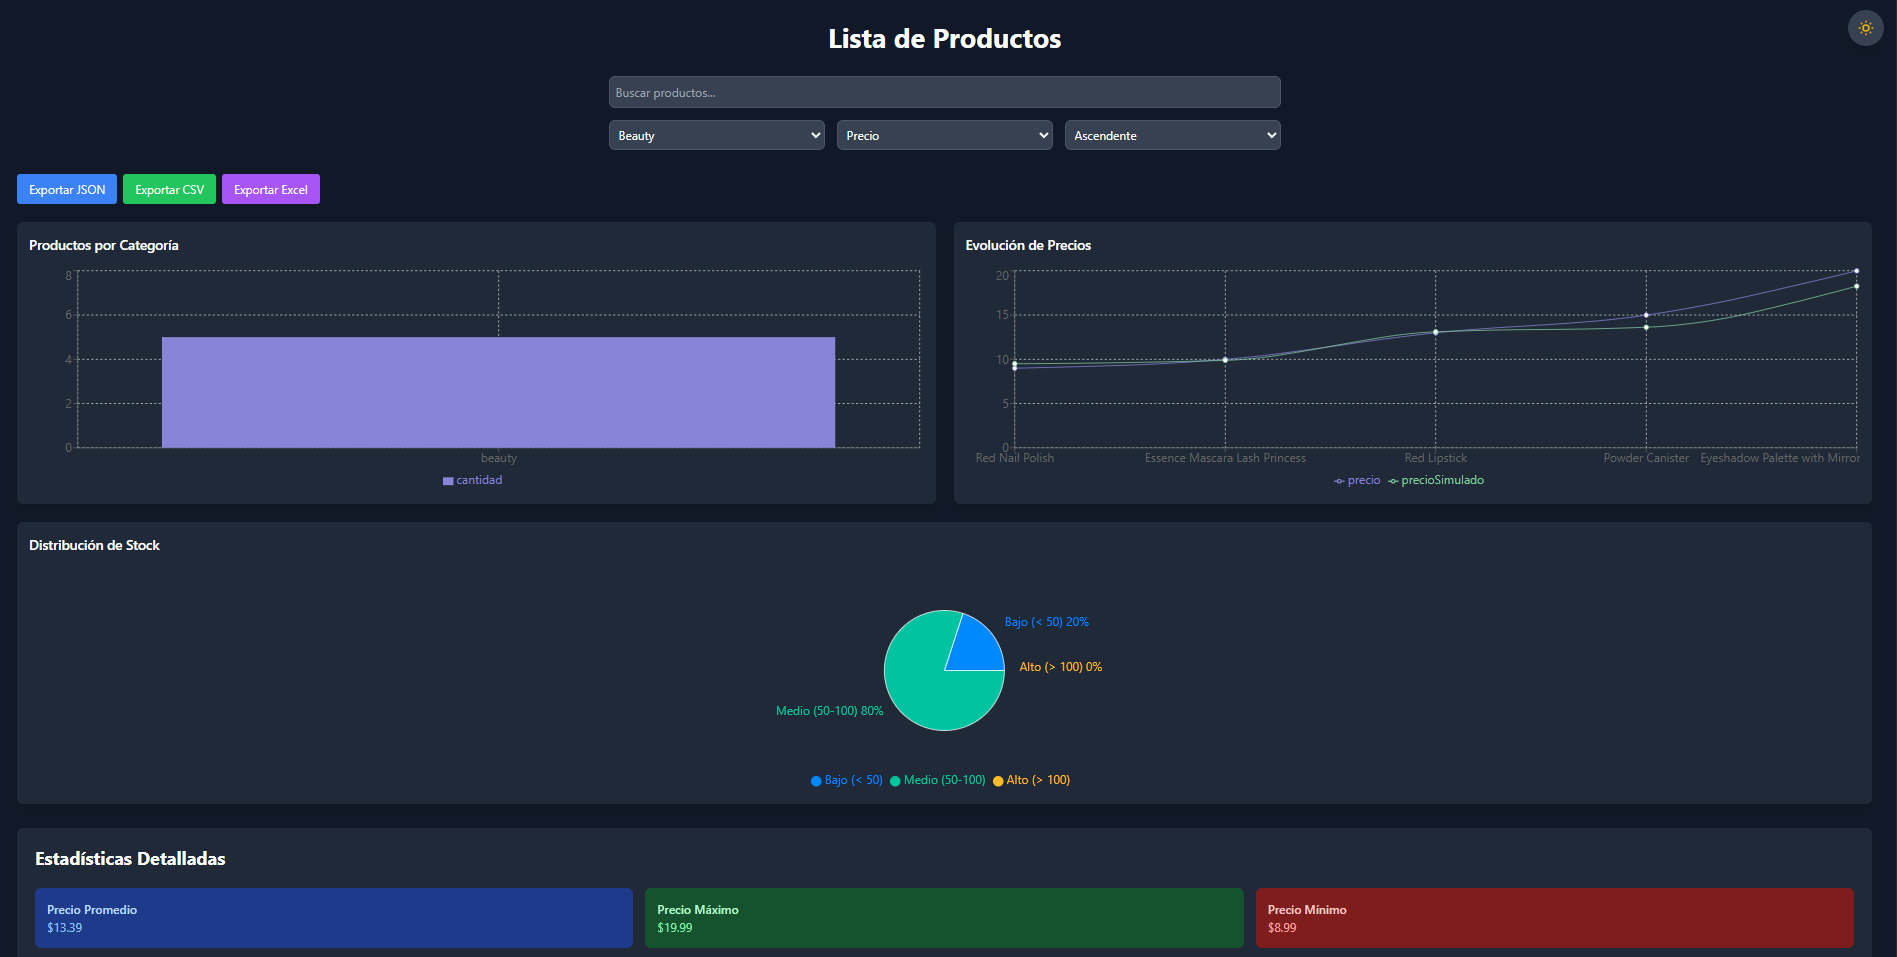 Lista de Productos
Buscar productos...
Beauty
Precio
Ascendente
Exportar JSON
Exportar CSV
Exportar Excel
Productos por Categoría
8
6
4
2
0
beauty
cantidad
Evolución de Precios
20
15
10
5
0
Red Nail Polish
Essence Mascara Lash Princess
Red Lipstick
Powder Canister
Eyeshadow Palette with Mirror
precio
precioSimulado
Distribución de Stock
Bajo (< 50) 20%
Alto (> 100) 0%
Medio (50-100) 80%
Bajo (< 50)
Medio (50-100)
Alto (> 100)
Estadísticas Detalladas
Precio Promedio
$13.39
Precio Máximo
$19.99
Precio Mínimo
$8.99